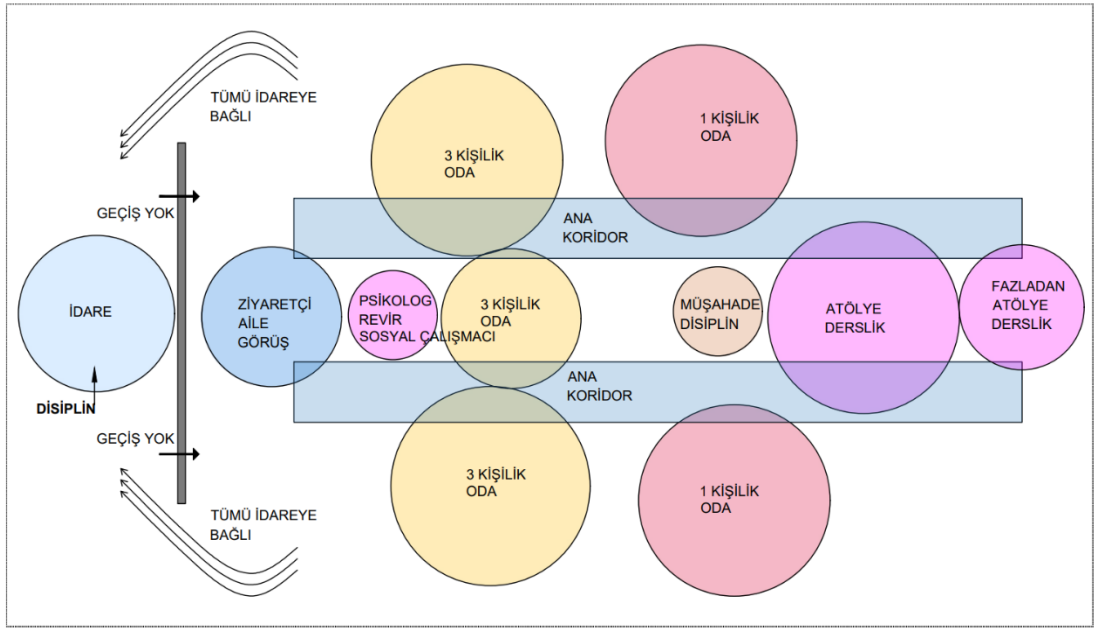 TÜMÜ İDAREYE
BAĞLI
GEÇİŞ YOK
İDARE
DISİPLİN
GEÇİŞ YOK
TÜMÜ İDAREYE
BAĞLI
ZİYARETÇİ
AİLE
GÖRÜŞ
PSİKOLOG
REVİR
SOSYAL ÇALIŞMACI
3 KİŞİLİK
ODA
3 KİŞİLİK
ODA
3 KİŞİLİK
ODA
1 KİŞİLİK
ODA
ANA
KORİDOR
MÜŞAHADE
DİSİPLİN
ANA
KORİDOR
1 KİŞİLİK
ODA
ATÖLYE
DERSLİK
FAZLADAN
ATÖLYE
DERSLİK